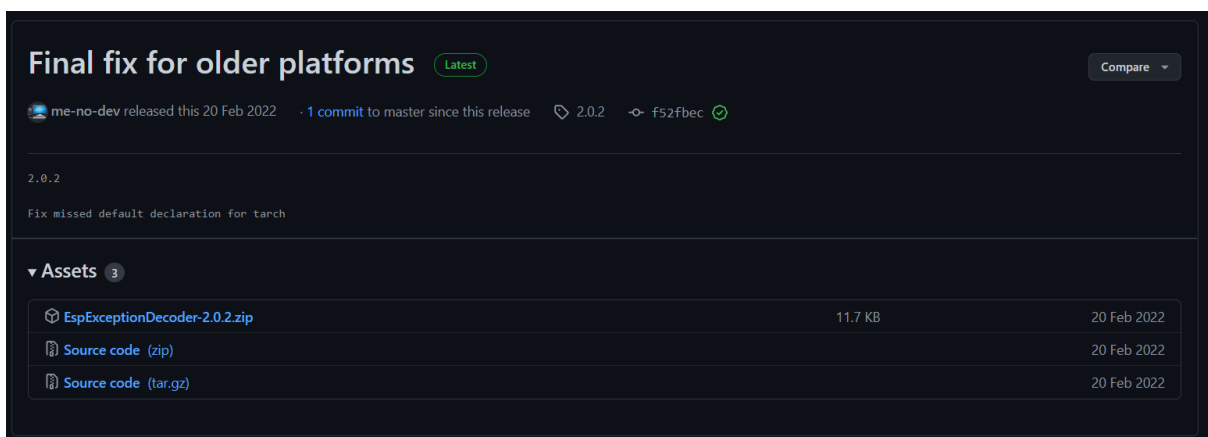 Final fix for older platforms Latest
Compare
me-no-dev released this 20 Feb 2022 · 1 commit to master since this release 2.0.2 f52fbec
2.0.2
Fix missed default declaration for tarch
Assets 3
EspExceptionDecoder-2.0.2.zip 11.7 KB 20 Feb 2022
Source code (zip) 20 Feb 2022
Source code (tar.gz) 20 Feb 2022